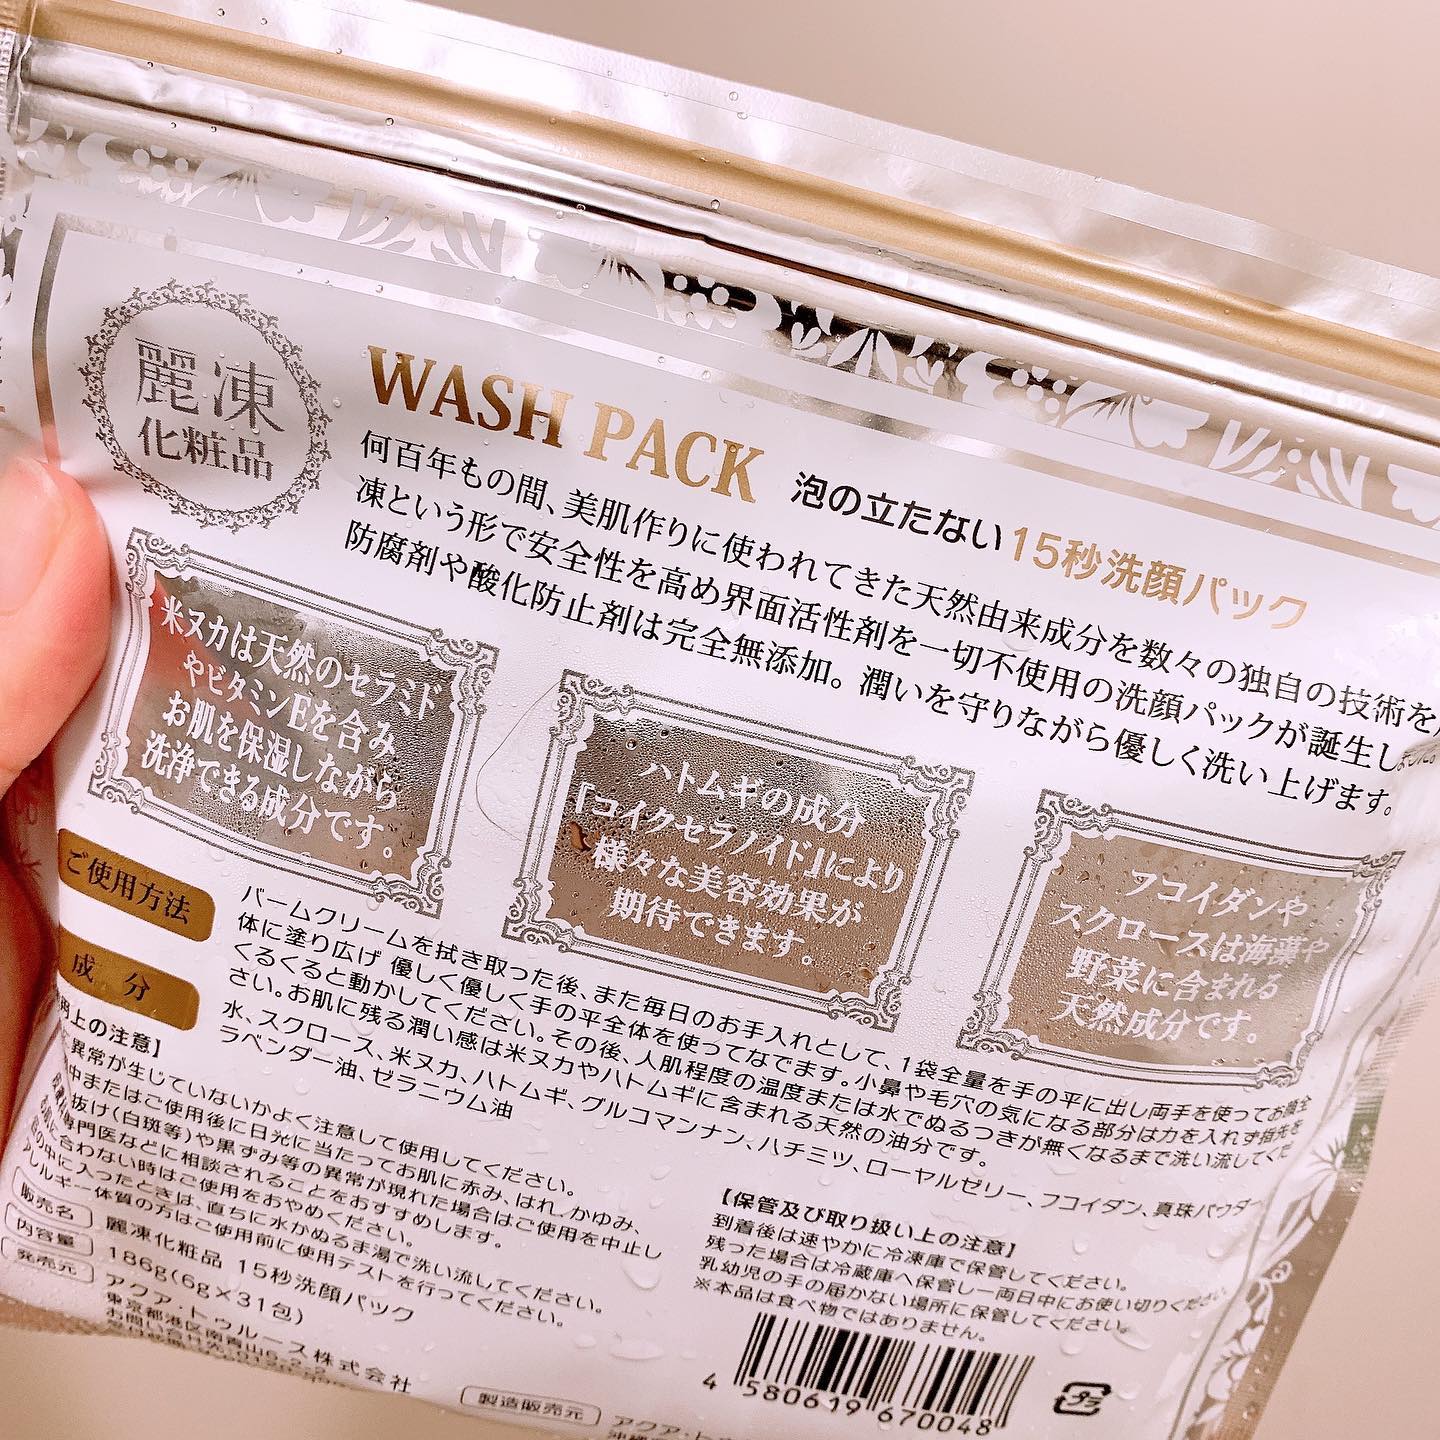 麗凍
化粧品
WASH PACK 泡の立たない15秒洗顔パック
何百年もの間、美肌作りに使われてきた天然由来成分を数々の独自の技術を
凍という形で安全性を高め界面活性剤を一切不使用の洗顔パックが誕生し
防腐剤や酸化防止剤は完全無添加。潤いを守りながら優しく洗い上げます。
米ヌカは天然のセラミド
やビタミンEを含み
お肌を保湿しながら
洗浄できる成分です。
ハトムギの成分
「コイクセラノイド」により
様々な美容効果が
期待できます。
フコイダンや
スクロースは海藻や
野菜に含まれる
天然成分です。
ご使用方法
バームクリームを拭き取った後、また毎日のお手入れとして、1袋全量を手の平に出し両手を使ってお顔全
体に塗り広げ 優しく優しく手の平全体を使ってなでます。小鼻や毛穴の気になる部分は力を入れず指先を
くるくると動かしてください。その後、人肌程度の温度または水でぬるつきが無くなるまで洗い流してくだ
さい。お肌に残る潤い感は米ヌカやハトムギに含まれる天然の油分です。
成 分
水、スクロース、米ヌカ、ハトムギ、グルコマンナン、ハチミツ、ローヤルゼリー、フコイダン、真珠パウダー
ラベンダー油、ゼラニウム油
上の注意】
異常が生じていないかよく注意して使用してください。
中またはご使用後に日光に当たってお肌に赤み、はれ、かゆみ、
抜け(白斑等)や黒ずみ等の異常が現れた場合はご使用を中止し
専門医などに相談されることをおすすめします。
に合わない時はご使用をおやめください。
中に入ったときは、直ちに水かぬるま湯で洗い流してください。
アレルギー体質の方はご使用前に使用テストを行ってください。
販売名 麗凍化粧品 15秒洗顔パック
内容量 186g(6g×31包)
発売元 アクア・トゥルース株式会社
東京都港区南青山5-2-2
【保管及び取り扱い上の注意】
到着後は速やかに冷凍庫で保管してください。
残った場合は冷蔵庫へ保管し一両日中にお使い切りください
乳幼児の手の届かない場所に保管してください。
※本品は食べ物ではありません。
4 580619 670048
プラ
製造販売元 アクア・ト